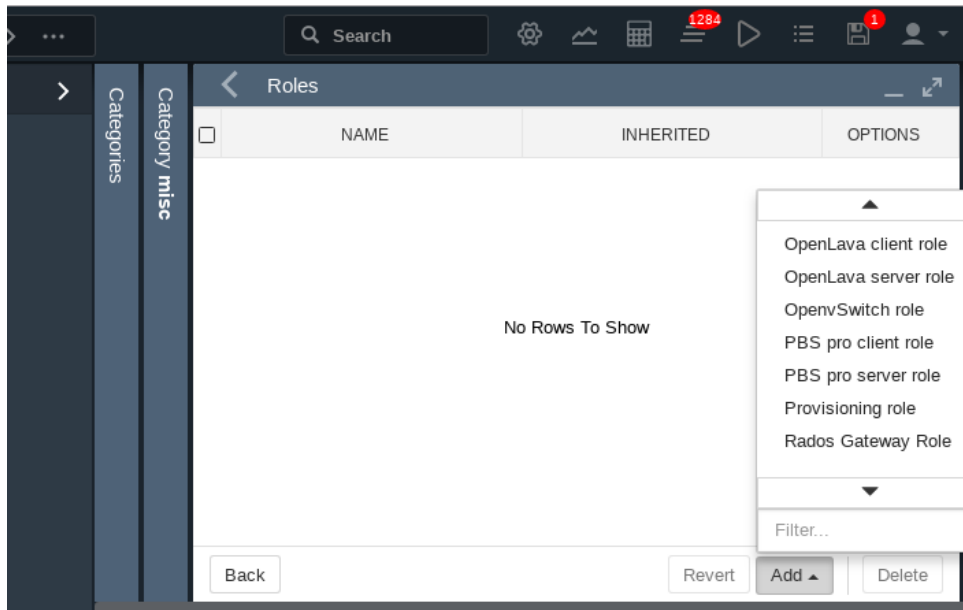 Search
1284
1
Categories
Category misc
Roles
NAME INHERITED OPTIONS
No Rows To Show
OpenLava client role
OpenLava server role
OpenvSwitch role
PBS pro client role
PBS pro server role
Provisioning role
Rados Gateway Role
Filter...
Back Revert Add Delete